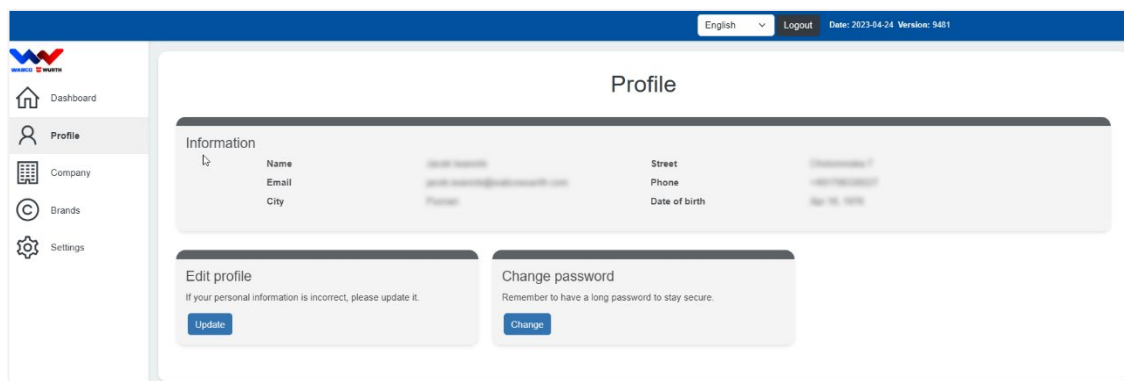 English Logout Date: 2023-04-24 Version: 9481
WABCO WURTH
Dashboard
Profile
Company
Brands
Settings
Profile
Information
Name Street
Email Phone
City Date of birth
Edit profile
If your personal information is incorrect, please update it.
Update
Change password
Remember to have a long password to stay secure.
Change